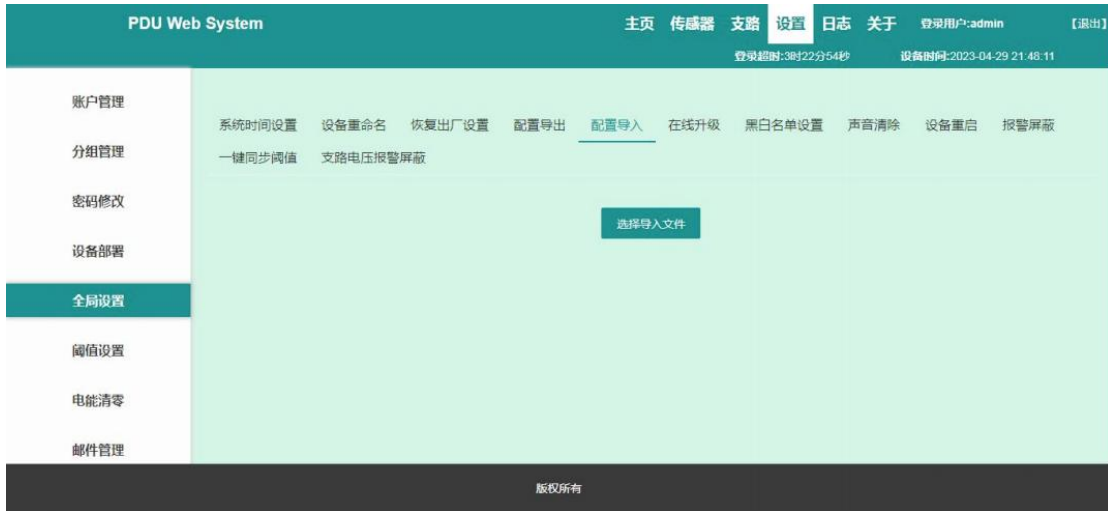 PDU Web System 主页 传感器 支路 设置 日志 关于 登录用户:admin 【退出】
登录超时:3时22分54秒 设备时间:2023-04-29 21:48:11
账户管理
分组管理
密码修改
设备部署
全局设置
阈值设置
电能清零
邮件管理
系统时间设置 设备重命名 恢复出厂设置 配置导出 配置导入 在线升级 黑白名单设置 声音清除 设备重启 报警屏蔽
一键同步阈值 支路电压报警屏蔽
选择导入文件
版权所有